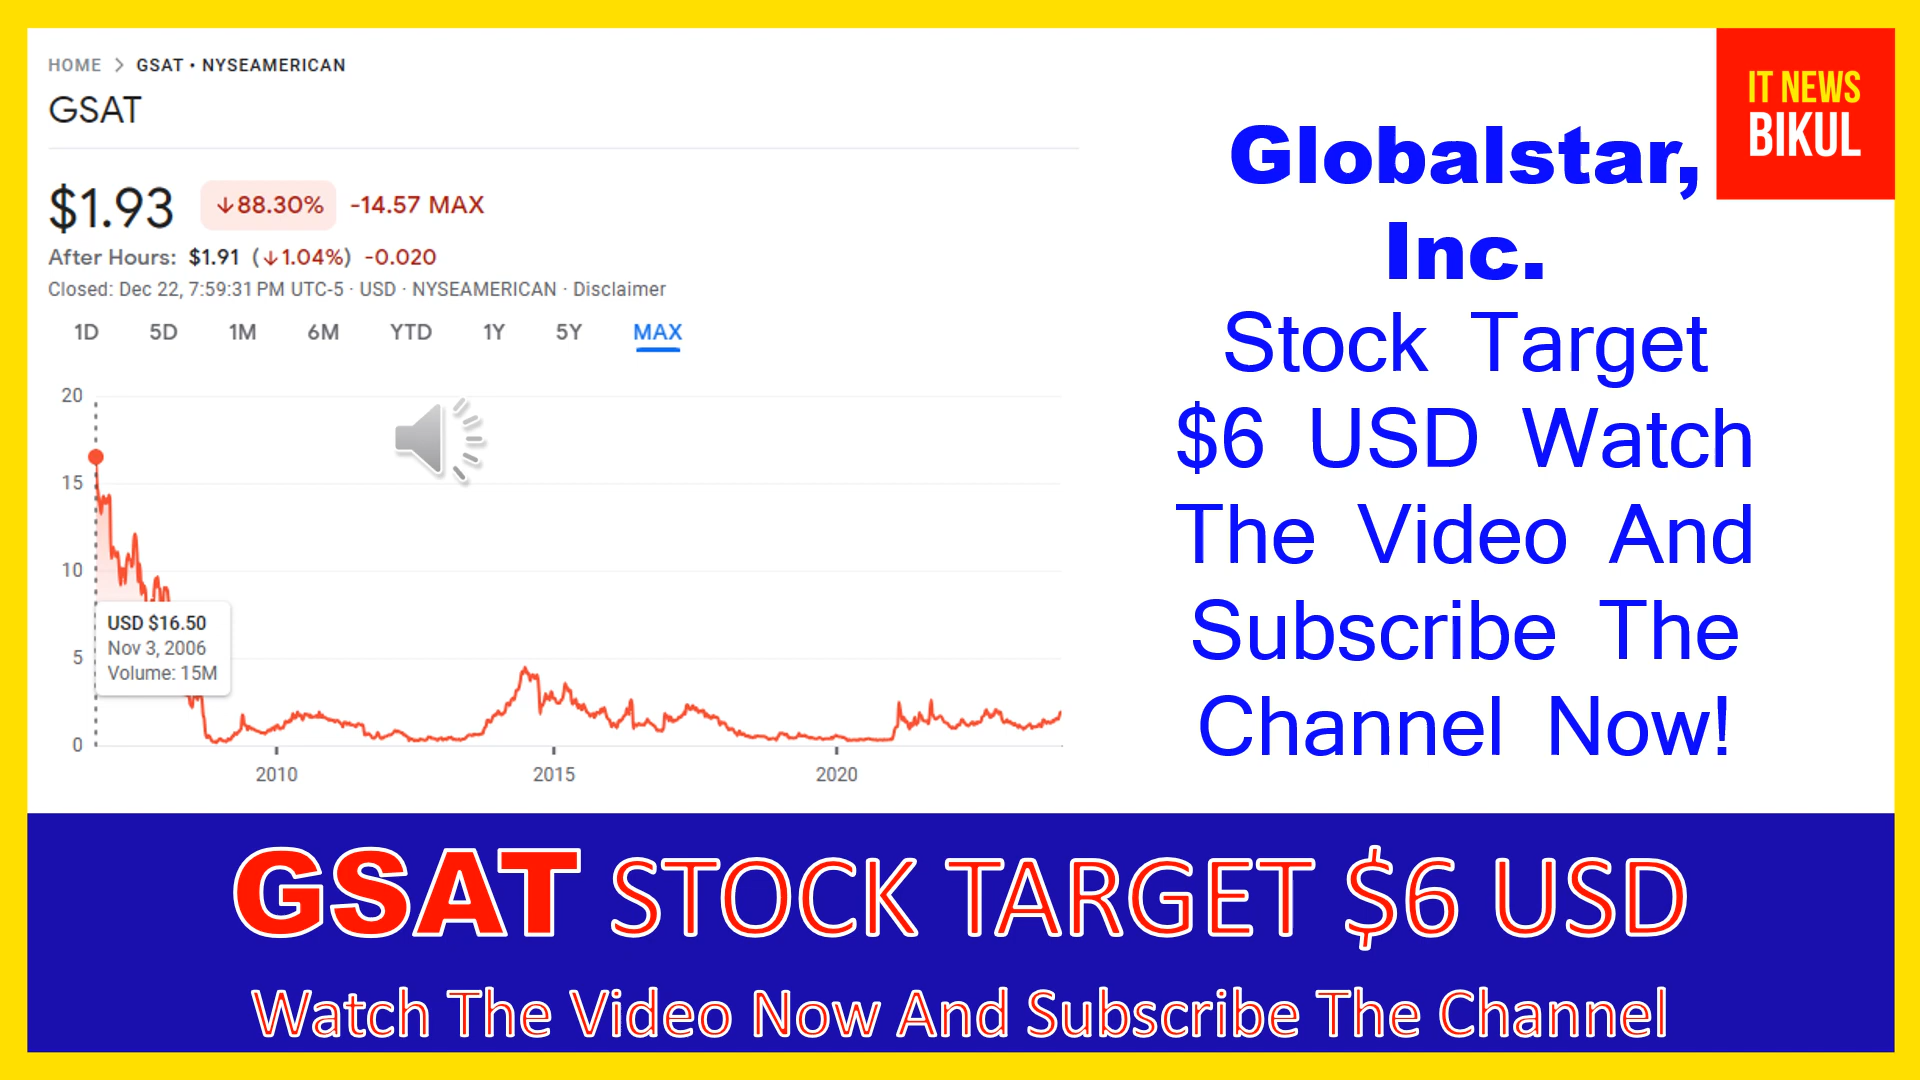 HOME > GSAT • NYSEAMERICAN
GSAT
$1.93 ↓88.30% -14.57 MAX
After Hours: $1.91 (↓1.04%) -0.020
Closed: Dec 22, 7:59:31 PM UTC-5 · USD · NYSEAMERICAN · Disclaimer
1D 5D 1M 6M YTD 1Y 5Y MAX
20
15
10
5
0
USD $16.50
Nov 3, 2006
Volume: 15M
2010 2015 2020
IT NEWS
BIKUL
Globalstar,
Inc.
Stock Target
$6 USD Watch
The Video And
Subscribe The
Channel Now!
GSAT STOCK TARGET $6 USD
Watch The Video Now And Subscribe The Channel